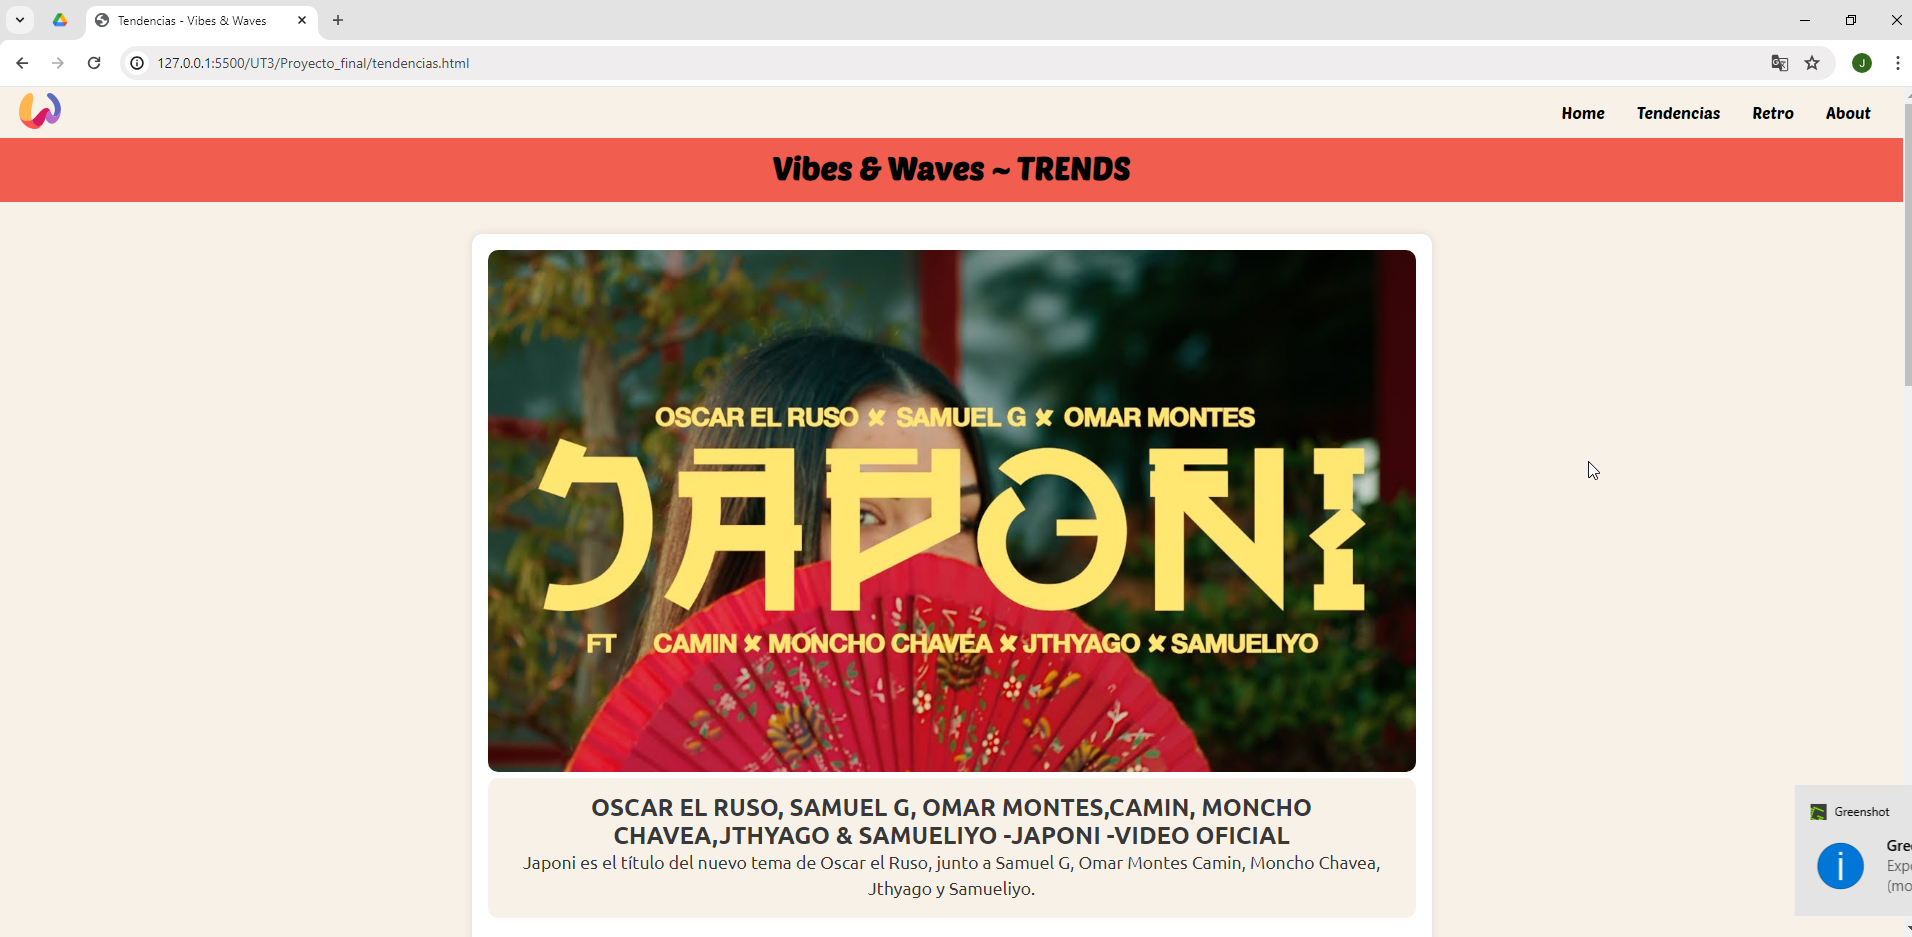 Tendencias - Vibes & Waves
127.0.0.1:5500/UT3/Proyecto_final/tendencias.html
J
Home Tendencias Retro About
Vibes & Waves ~ TRENDS
OSCAR EL RUSO x SAMUEL G x OMAR MONTES
JAPONI
FT CAMIN x MONCHO CHAVEA x JTHYAGO x SAMUELIYO
OSCAR EL RUSO, SAMUEL G, OMAR MONTES,CAMIN, MONCHO
CHAVEA,JTHYAGO & SAMUELIYO -JAPONI -VIDEO OFICIAL
Japoni es el título del nuevo tema de Oscar el Ruso, junto a Samuel G, Omar Montes Camin, Moncho Chavea,
Jthyago y Samueliyo.
Greenshot
Gre
Exp
(mo